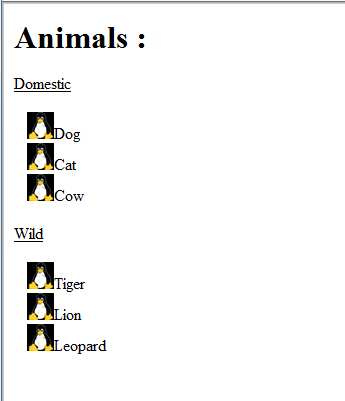 Animals :
Domestic
Dog
Cat
Cow
Wild
Tiger
Lion
Leopard